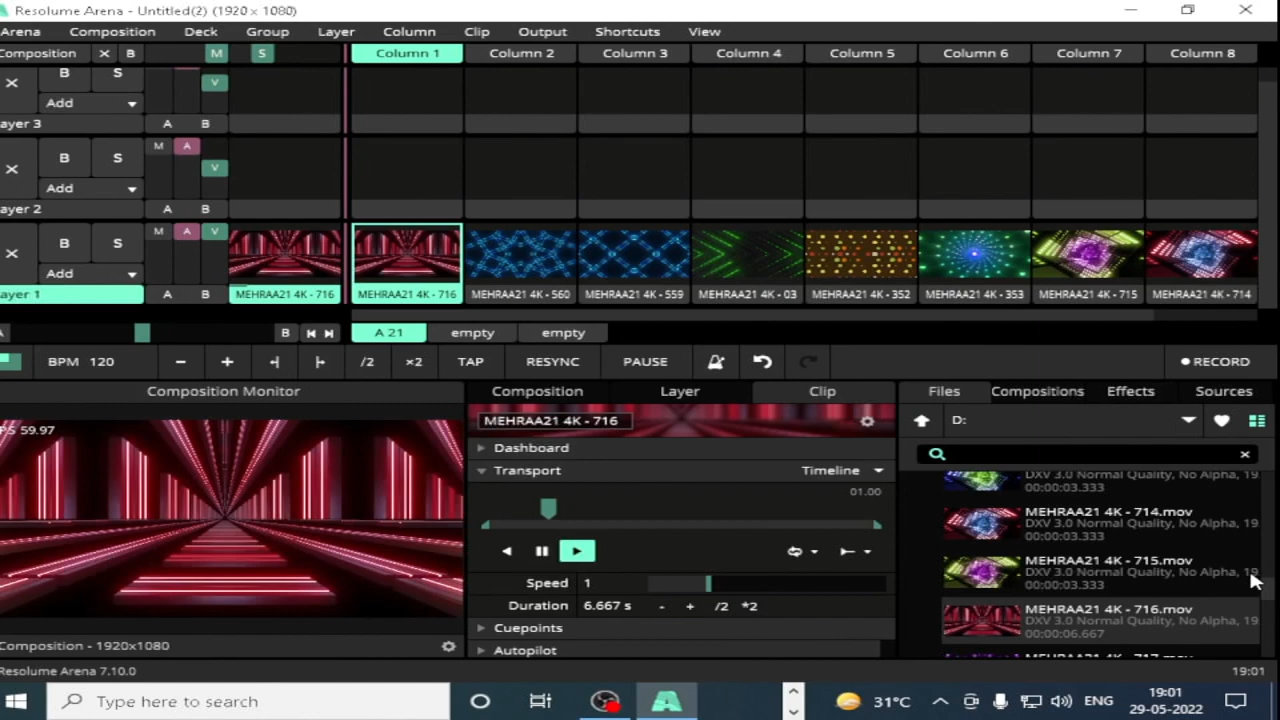 Resolume Arena - Untitled(2) (1920 x 1080)
Arena Composition Deck Group Layer Column Clip Output Shortcuts View
Composition X B M S Column 1 Column 2 Column 3 Column 4 Column 5 Column 6 Column 7 Column 8
X B S V
Add
ayer 3 A B
M A
X B S V
Add
ayer 2 A B
M A V
X B S
Add
ayer 1 A B MEHRAA21 4K - 716 MEHRAA21 4K - 716 MEHRAA21 4K - 560 MEHRAA21 4K - 559 MEHRAA21 4K - 03 MEHRAA21 4K - 352 MEHRAA21 4K - 353 MEHRAA21 4K - 715 MEHRAA21 4K - 714
A B A 21 empty empty
BPM 120 - + /2 ×2 TAP RESYNC PAUSE RECORD
Composition Monitor Composition Layer Clip Files Compositions Effects Sources
PS 59.97
MEHRAA21 4K - 716
D:
Dashboard
Transport Timeline
01.00
Speed 1
Duration 6.667 s - + /2 *2
Cuepoints
Autopilot
DXV 3.0 Normal Quality, No Alpha, 19
00:00:03.333
MEHRAA21 4K - 714.mov
DXV 3.0 Normal Quality, No Alpha, 19
00:00:03.333
MEHRAA21 4K - 715.mov
DXV 3.0 Normal Quality, No Alpha, 19
00:00:03.333
MEHRAA21 4K - 716.mov
DXV 3.0 Normal Quality, No Alpha, 19
00:00:06.667
MEHRAA21 4K - 717.mov
Composition - 1920x1080
Resolume Arena 7.10.0 19:01
Type here to search
31°C ENG
19:01
29-05-2022